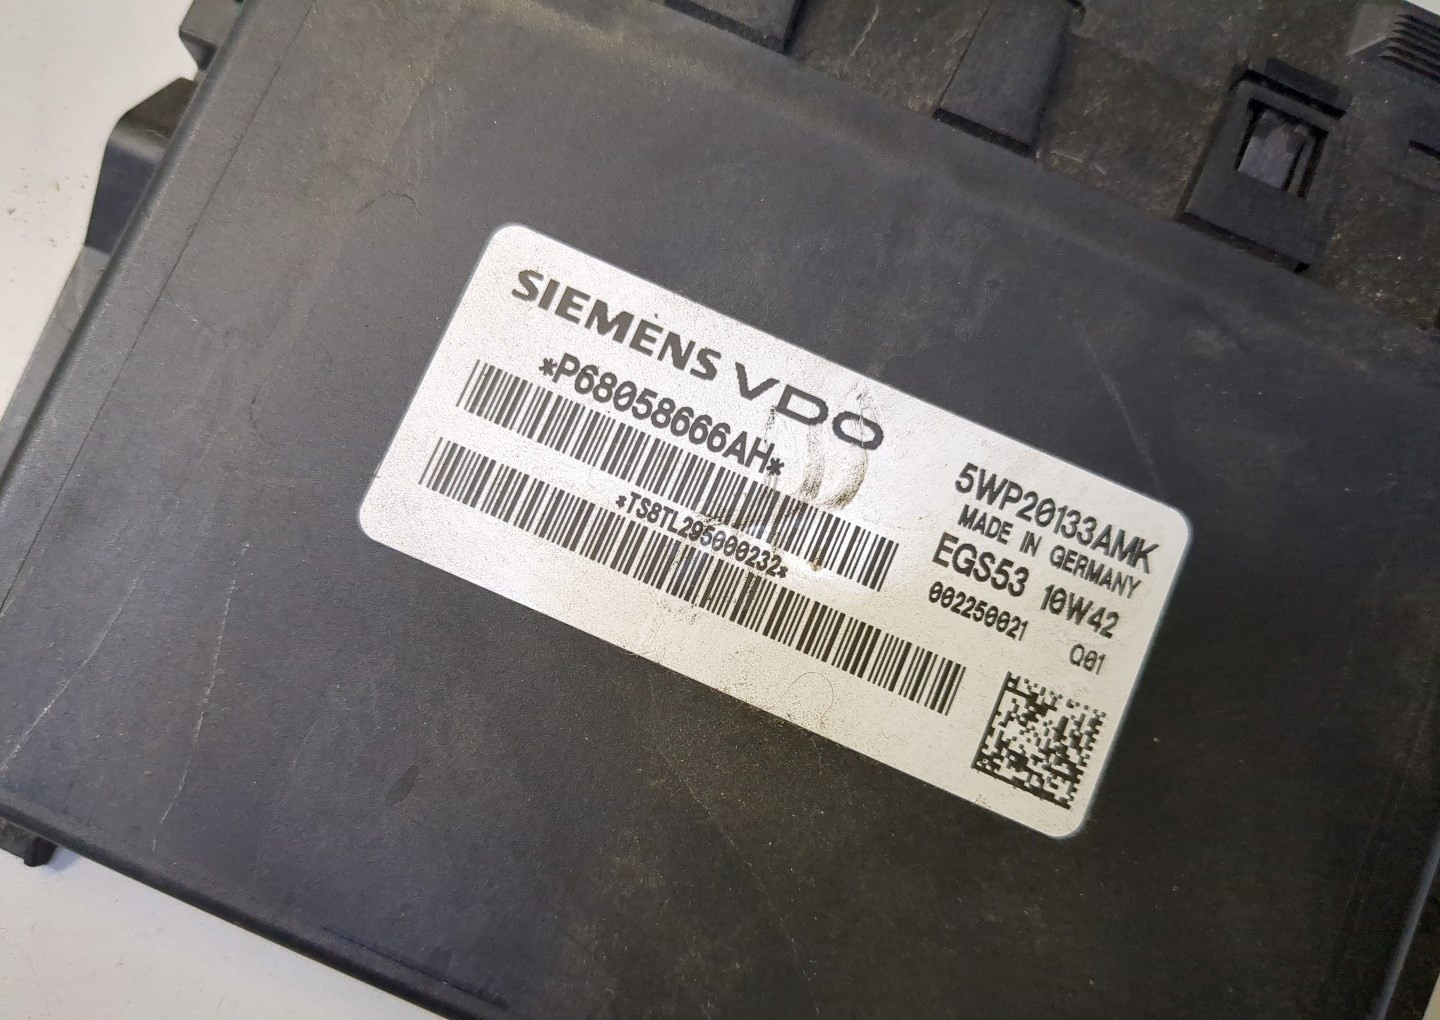 SIEMENS VDO
*P68058666AH*
*TS8TL295000232*
5WP20133AMK
MADE IN GERMANY
EGS53 10W42
002250021
Q01